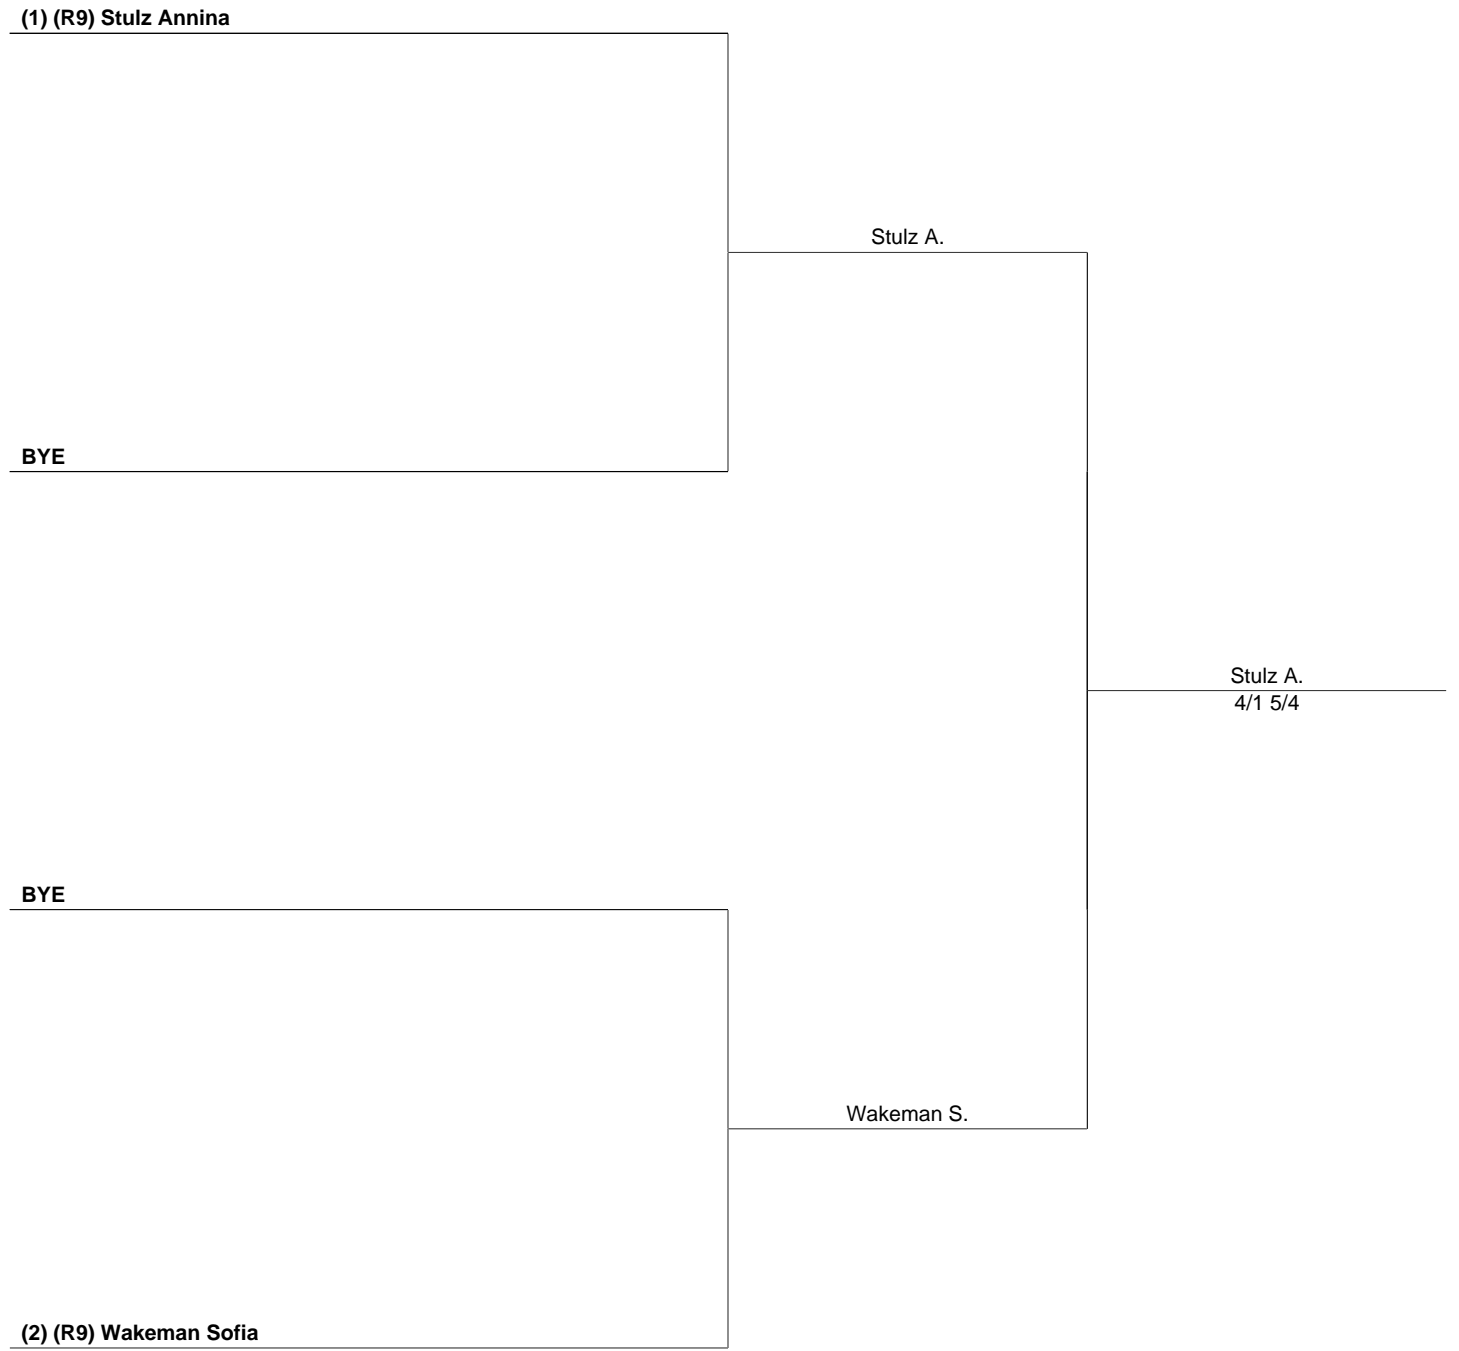 (1) (R9) Stulz Annina
Stulz A.
BYE
Stulz A.
4/1 5/4
BYE
Wakeman S.
(2) (R9) Wakeman Sofia